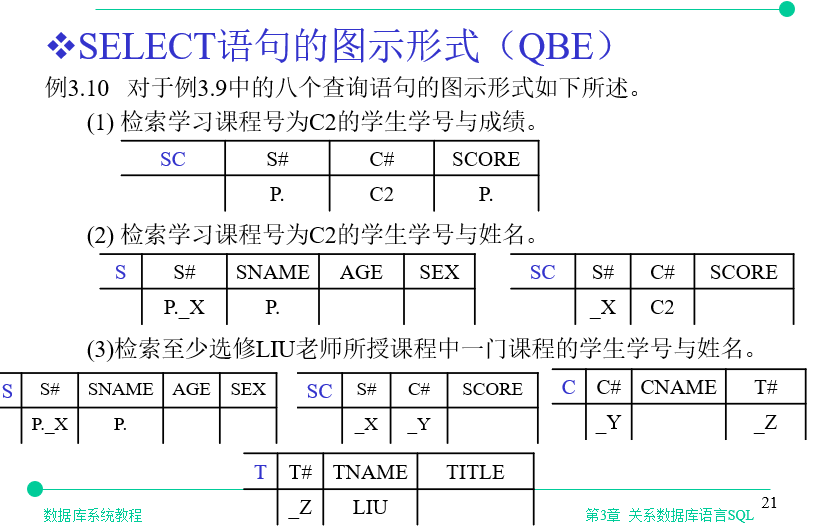 ❖SELECT语句的图示形式（QBE）
例3.10 对于例3.9中的八个查询语句的图示形式如下所述。
(1) 检索学习课程号为C2的学生学号与成绩。
SC S# C# SCORE
P. C2 P.
(2) 检索学习课程号为C2的学生学号与姓名。
S S# SNAME AGE SEX SC S# C# SCORE
P._X P. _X C2
(3)检索至少选修LIU老师所授课程中一门课程的学生学号与姓名。
S S# SNAME AGE SEX SC S# C# SCORE C C# CNAME T#
P._X P. _X _Y _Y _Z
T T# TNAME TITLE
_Z LIU
数据库系统教程 第3章 关系数据库语言SQL 21